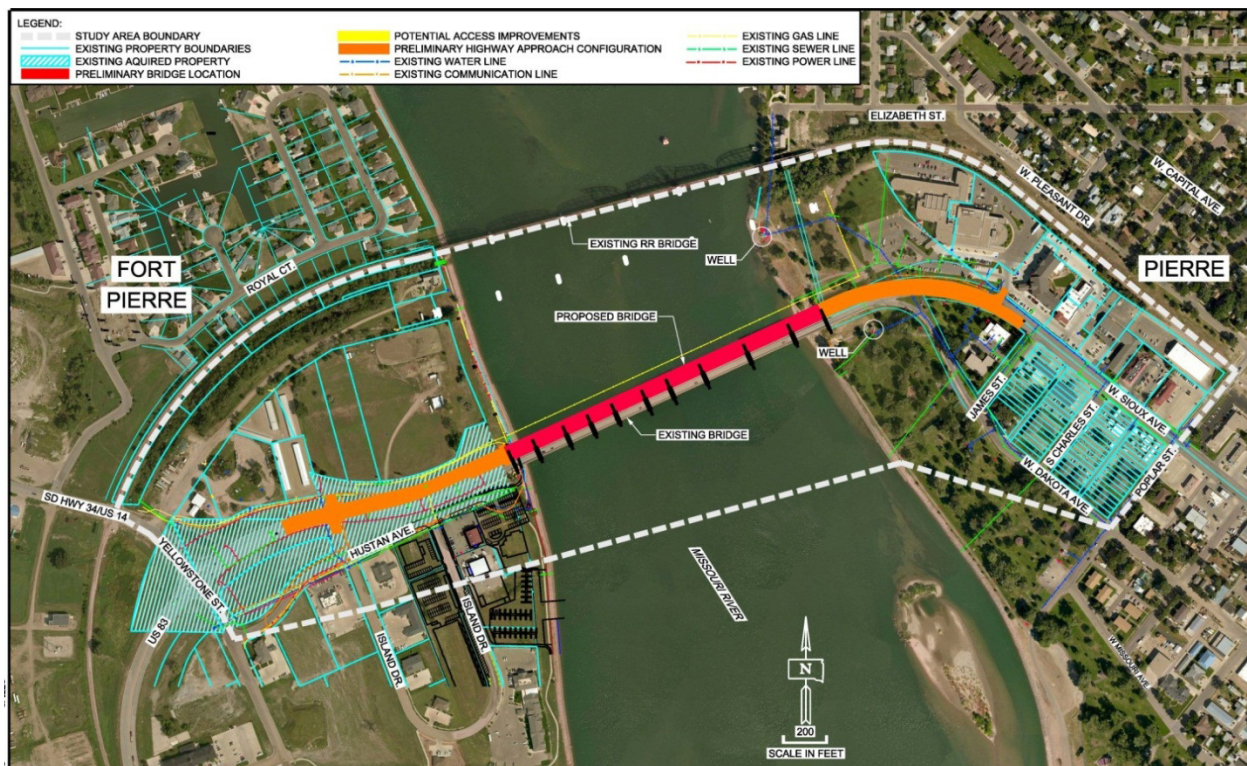 LEGEND:
STUDY AREA BOUNDARY
EXISTING PROPERTY BOUNDARIES
EXISTING AQUIRED PROPERTY
PRELIMINARY BRIDGE LOCATION
POTENTIAL ACCESS IMPROVEMENTS
PRELIMINARY HIGHWAY APPROACH CONFIGURATION
EXISTING WATER LINE
EXISTING COMMUNICATION LINE
EXISTING GAS LINE
EXISTING SEWER LINE
EXISTING POWER LINE
ELIZABETH ST.
W. CAPITAL AVE
W. PLEASANT DR.
EXISTING RR BRIDGE
WELL
FORT
PIERRE
ROYAL CT.
PIERRE
PROPOSED BRIDGE
WELL
EXISTING BRIDGE
JAMES ST.
S CHARLES ST.
W. SIOUX AVE.
W. DAKOTA AVE.
POPLAR ST.
SD HWY 34/US 14
YELLOWSTONE ST.
HUSTAN AVE.
US 83
ISLAND DR.
ISLAND DR.
MISSOURI RIVER
W MISSOURI AVE
N
200
SCALE IN FEET